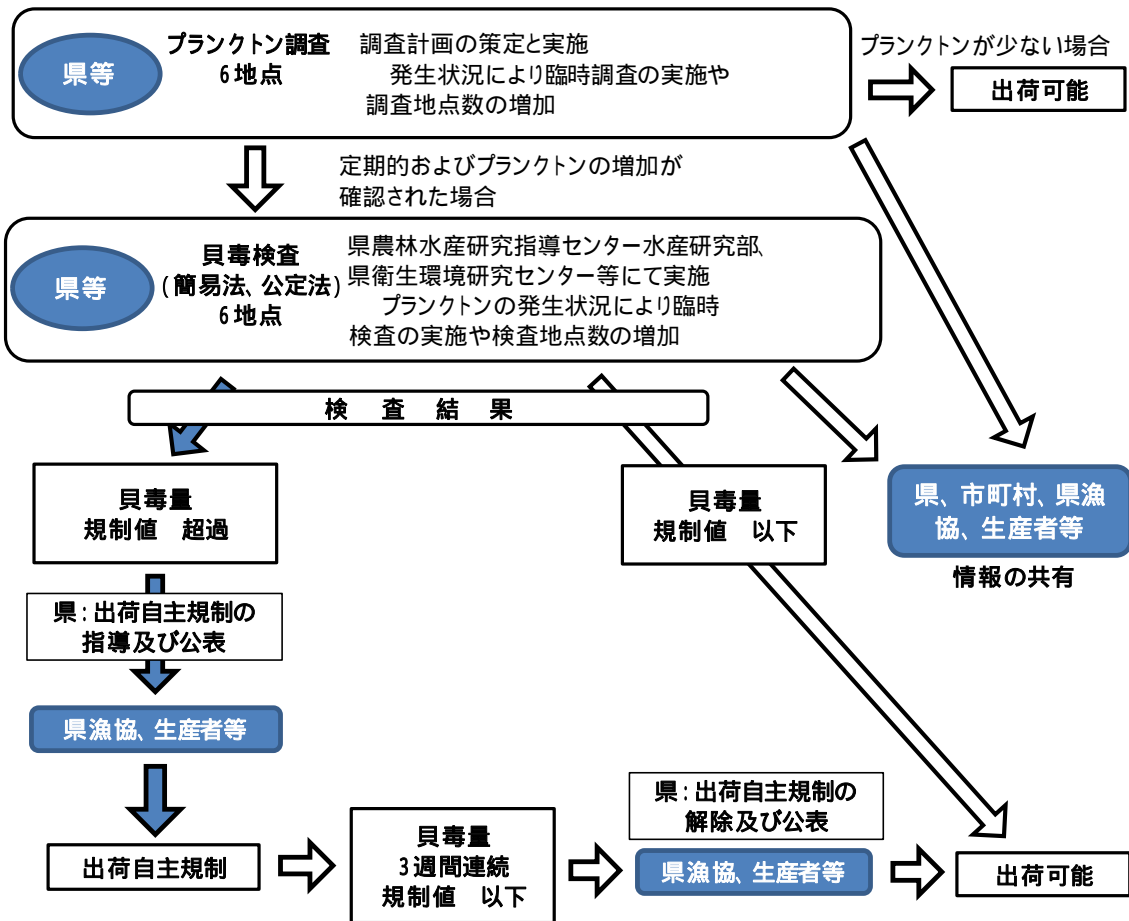 県等
プランクトン調査
6地点
調査計画の策定と実施
発生状況により臨時調査の実施や
調査地点数の増加
プランクトンが少ない場合
出荷可能
定期的およびプランクトンの増加が
確認された場合
県等
貝毒検査
(簡易法、公定法)
6地点
県農林水産研究指導センター水産研究部、
県衛生環境研究センター等にて実施
プランクトンの発生状況により臨時
検査の実施や検査地点数の増加
検 査 結 果
貝毒量
規制値 超過
貝毒量
規制値 以下
県、市町村、県漁
協、生産者等
情報の共有
県:出荷自主規制の
指導及び公表
県漁協、生産者等
出荷自主規制
貝毒量
3週間連続
規制値 以下
県:出荷自主規制の
解除及び公表
県漁協、生産者等
出荷可能